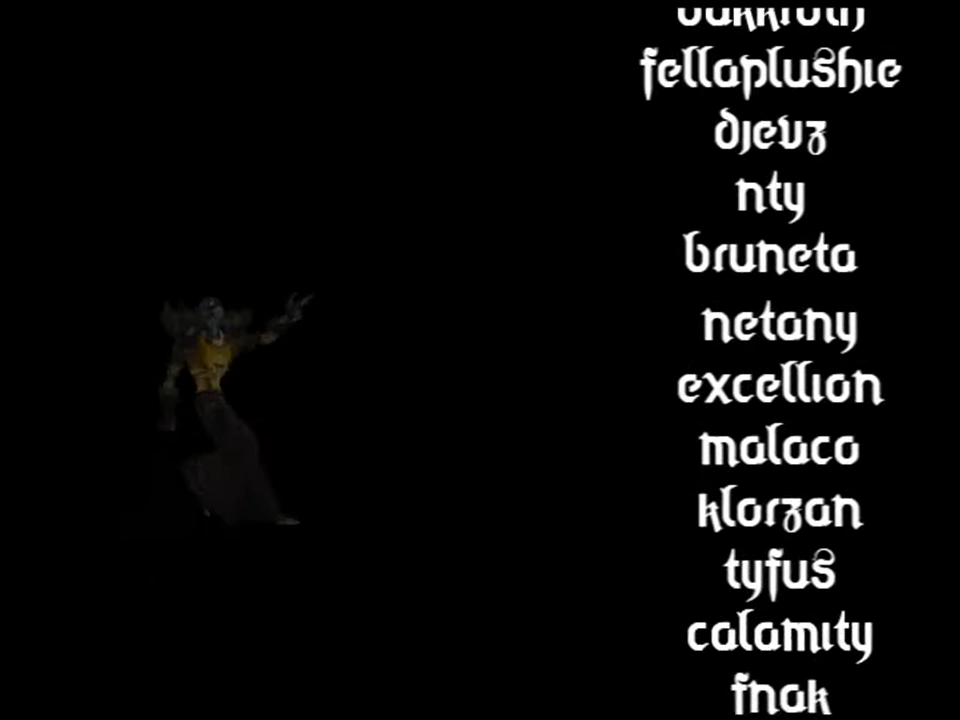 fellaplushie
djevz
nty
bruneta
netany
excellion
malaco
klorzan
tyfus
calamity
fnak